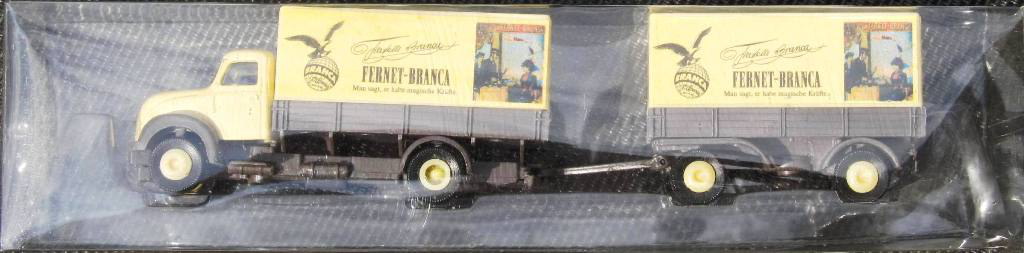 Fratelli Branca
BRANCA
FERNET-BRANCA
Man sagt, er habe magische Kräfte.
Fratelli Branca
BRANCA
FERNET-BRANCA
Man sagt, er habe magische Kräfte.